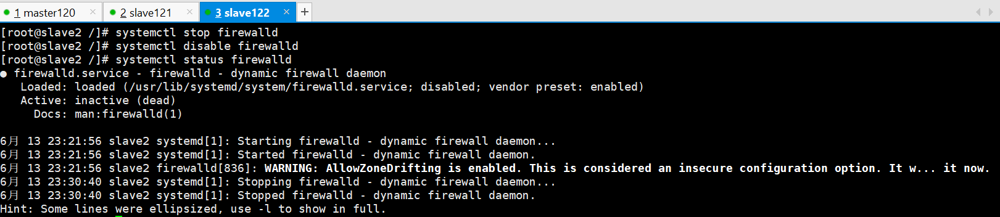 1 master120 × 2 slave121 × 3 slave122 × +
[root@slave2 /]# systemctl stop firewalld
[root@slave2 /]# systemctl disable firewalld
[root@slave2 /]# systemctl status firewalld
● firewalld.service - firewalld - dynamic firewall daemon
   Loaded: loaded (/usr/lib/systemd/system/firewalld.service; disabled; vendor preset: enabled)
   Active: inactive (dead)
     Docs: man:firewalld(1)

6月 13 23:21:56 slave2 systemd[1]: Starting firewalld - dynamic firewall daemon...
6月 13 23:21:56 slave2 systemd[1]: Started firewalld - dynamic firewall daemon.
6月 13 23:21:56 slave2 firewalld[836]: WARNING: AllowZoneDrifting is enabled. This is considered an insecure configuration option. It w... it now.
6月 13 23:30:40 slave2 systemd[1]: Stopping firewalld - dynamic firewall daemon...
6月 13 23:30:40 slave2 systemd[1]: Stopped firewalld - dynamic firewall daemon.
Hint: Some lines were ellipsized, use -l to show in full.